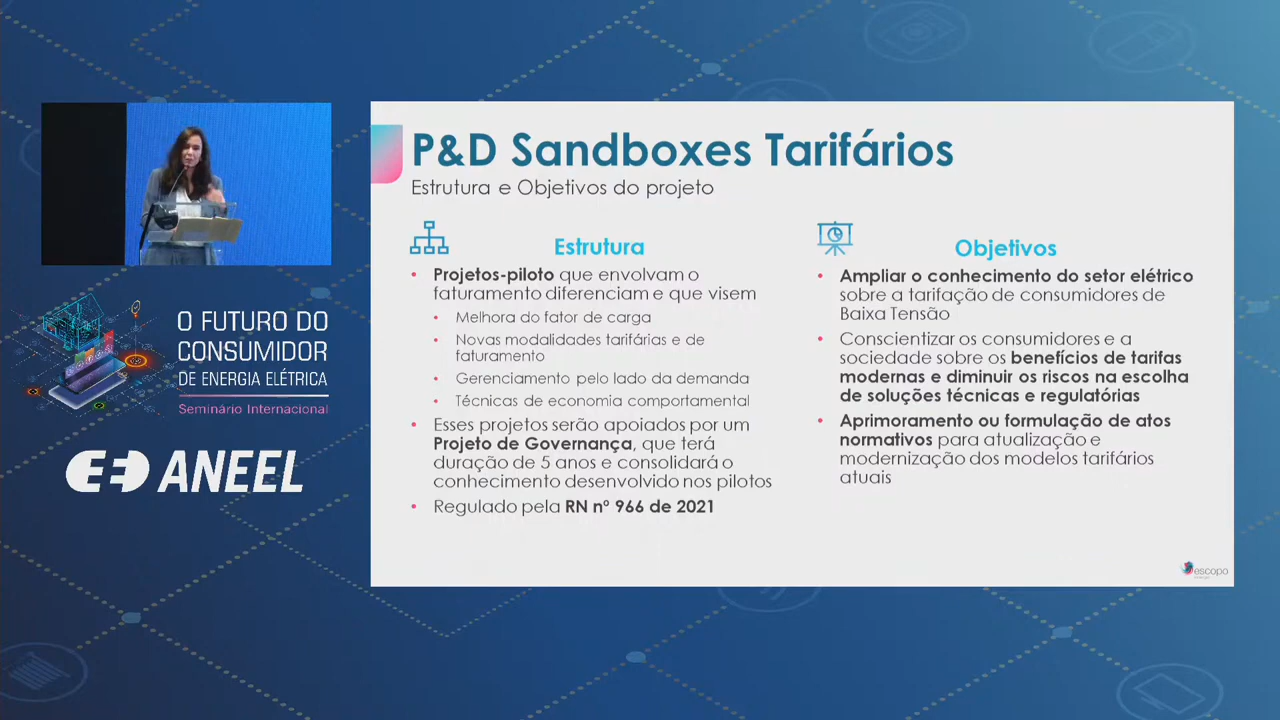 P&D Sandboxes Tarifários
Estrutura e Objetivos do projeto
Estrutura
• Projetos-piloto que envolvam o
faturamento diferenciam e que visem
• Melhora do fator de carga
• Novas modalidades tarifárias e de
faturamento
• Gerenciamento pelo lado da demanda
• Técnicas de economia comportamental
• Esses projetos serão apoiados por um
Projeto de Governança, que terá
duração de 5 anos e consolidará o
conhecimento desenvolvido nos pilotos
• Regulado pela RN nº 966 de 2021
Objetivos
• Ampliar o conhecimento do setor elétrico
sobre a tarifação de consumidores de
Baixa Tensão
• Conscientizar os consumidores e a
sociedade sobre os benefícios de tarifas
modernas e diminuir os riscos na escolha
de soluções técnicas e regulatórias
• Aprimoramento ou formulação de atos
normativos para atualização e
modernização dos modelos tarifários
atuais
escopo
O FUTURO DO
CONSUMIDOR
DE ENERGIA ELÉTRICA
Seminário Internacional
ANEEL